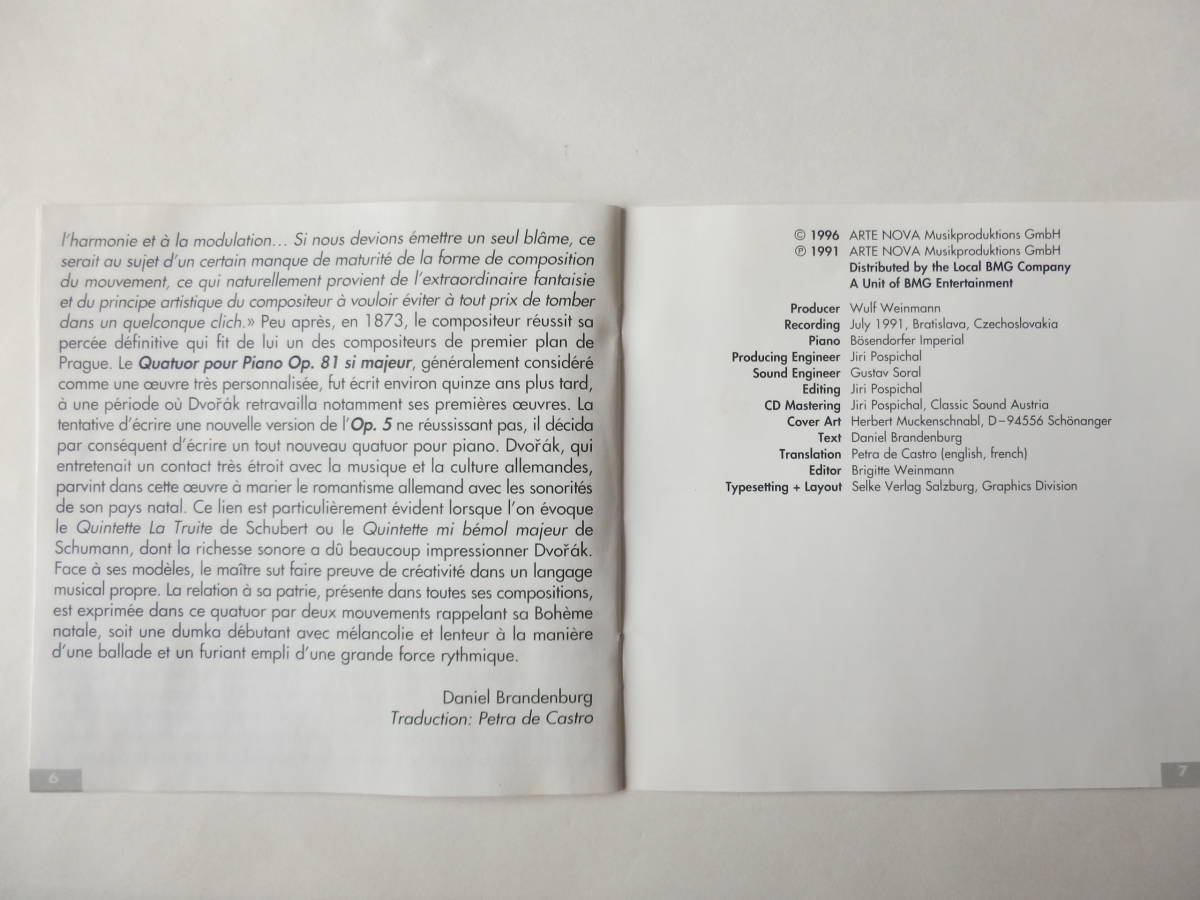 l'harmonie et à la modulation... Si nous devions émettre un seul blâme, ce
serait au sujet d'un certain manque de maturité de la forme de composition
du mouvement, ce qui naturellement provient de l'extraordinaire fantaisie
et du principe artistique du compositeur à vouloir éviter à tout prix de tomber
dans un quelconque clich.» Peu après, en 1873, le compositeur réussit sa
percée définitive qui fit de lui un des compositeurs de premier plan de
Prague. Le Quatuor pour Piano Op. 81 si majeur, généralement considéré
comme une œuvre très personnalisée, fut écrit environ quinze ans plus tard,
à une période où Dvořák retravailla notamment ses premières œuvres. La
tentative d'écrire une nouvelle version de l'Op. 5 ne réussissant pas, il décida
par conséquent d'écrire un tout nouveau quatuor pour piano. Dvořák, qui
entretenait un contact très étroit avec la musique et la culture allemandes,
parvint dans cette œuvre à marier le romantisme allemand avec les sonorités
de son pays natal. Ce lien est particulièrement évident lorsque l'on évoque
le Quintette La Truite de Schubert ou le Quintette mi bémol majeur de
Schumann, dont la richesse sonore a dû beaucoup impressionner Dvořák.
Face à ses modèles, le maître sut faire preuve de créativité dans un langage
musical propre. La relation à sa patrie, présente dans toutes ses compositions,
est exprimée dans ce quatuor par deux mouvements rappelant sa Bohème
natale, soit une dumka débutant avec mélancolie et lenteur à la manière
d'une ballade et un furiant empli d'une grande force rythmique.
Daniel Brandenburg
Traduction: Petra de Castro
6
© 1996 ARTE NOVA Musikproduktions GmbH
℗ 1991 ARTE NOVA Musikproduktions GmbH
Distributed by the Local BMG Company
A Unit of BMG Entertainment
Producer Wulf Weinmann
Recording July 1991, Bratislava, Czechoslovakia
Piano Bösendorfer Imperial
Producing Engineer Jiri Pospichal
Sound Engineer Gustav Soral
Editing Jiri Pospichal
CD Mastering Jiri Pospichal, Classic Sound Austria
Cover Art Herbert Muckenschnabl, D–94556 Schönanger
Text Daniel Brandenburg
Translation Petra de Castro (english, french)
Editor Brigitte Weinmann
Typesetting + Layout Selke Verlag Salzburg, Graphics Division
7